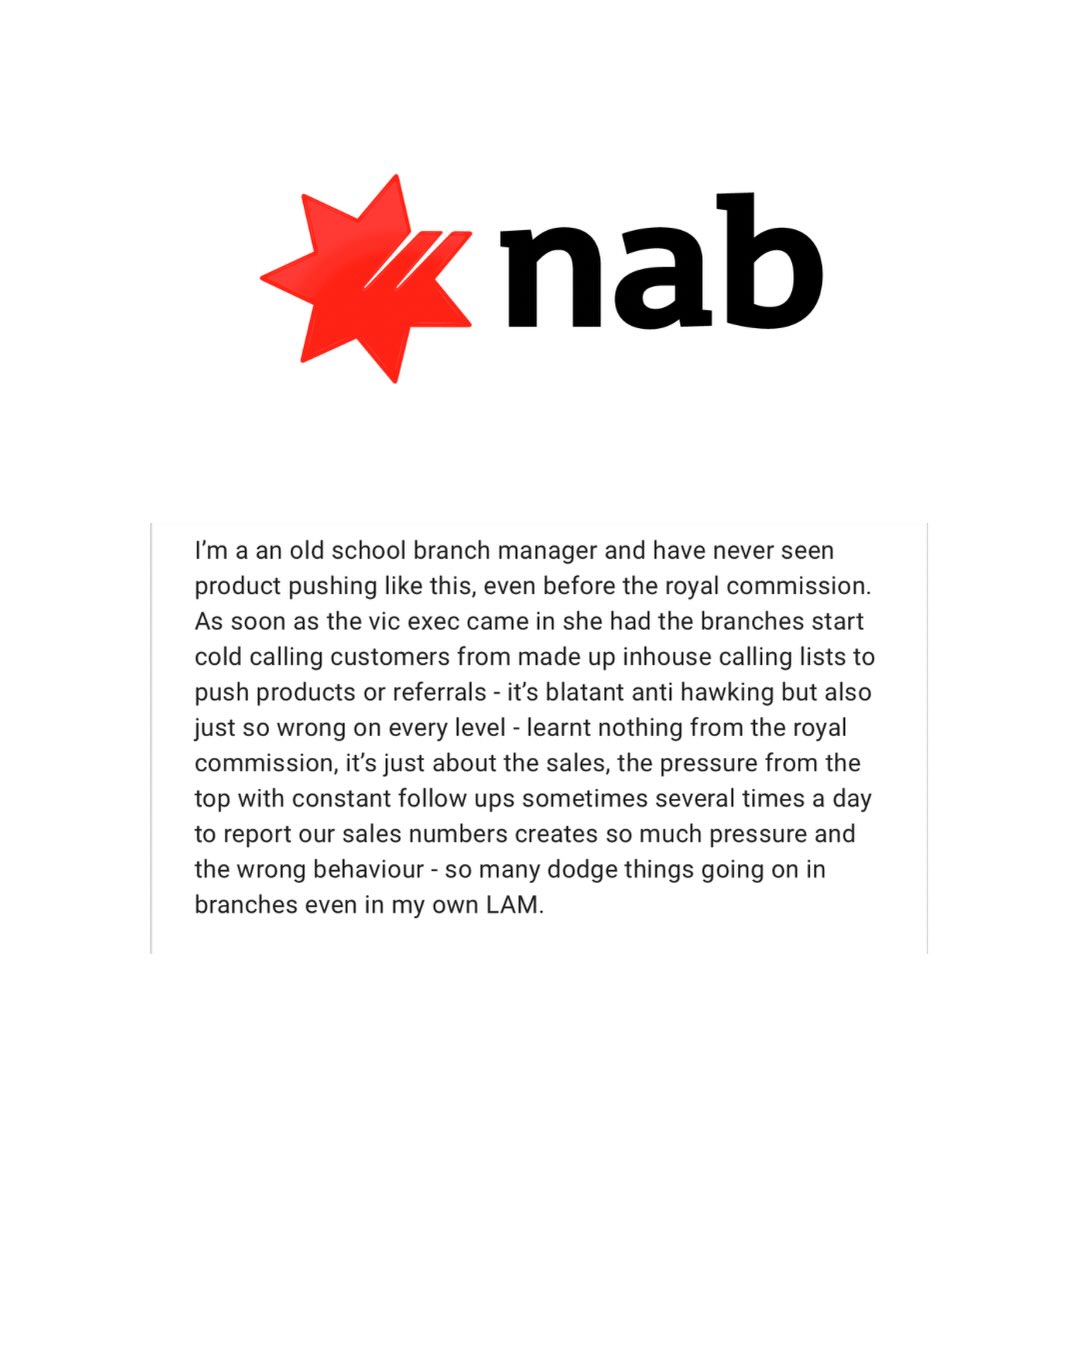 nab
I’m a an old school branch manager and have never seen
product pushing like this, even before the royal commission.
As soon as the vic exec came in she had the branches start
cold calling customers from made up inhouse calling lists to
push products or referrals - it’s blatant anti hawking but also
just so wrong on every level - learnt nothing from the royal
commission, it’s just about the sales, the pressure from the
top with constant follow ups sometimes several times a day
to report our sales numbers creates so much pressure and
the wrong behaviour - so many dodge things going on in
branches even in my own LAM.